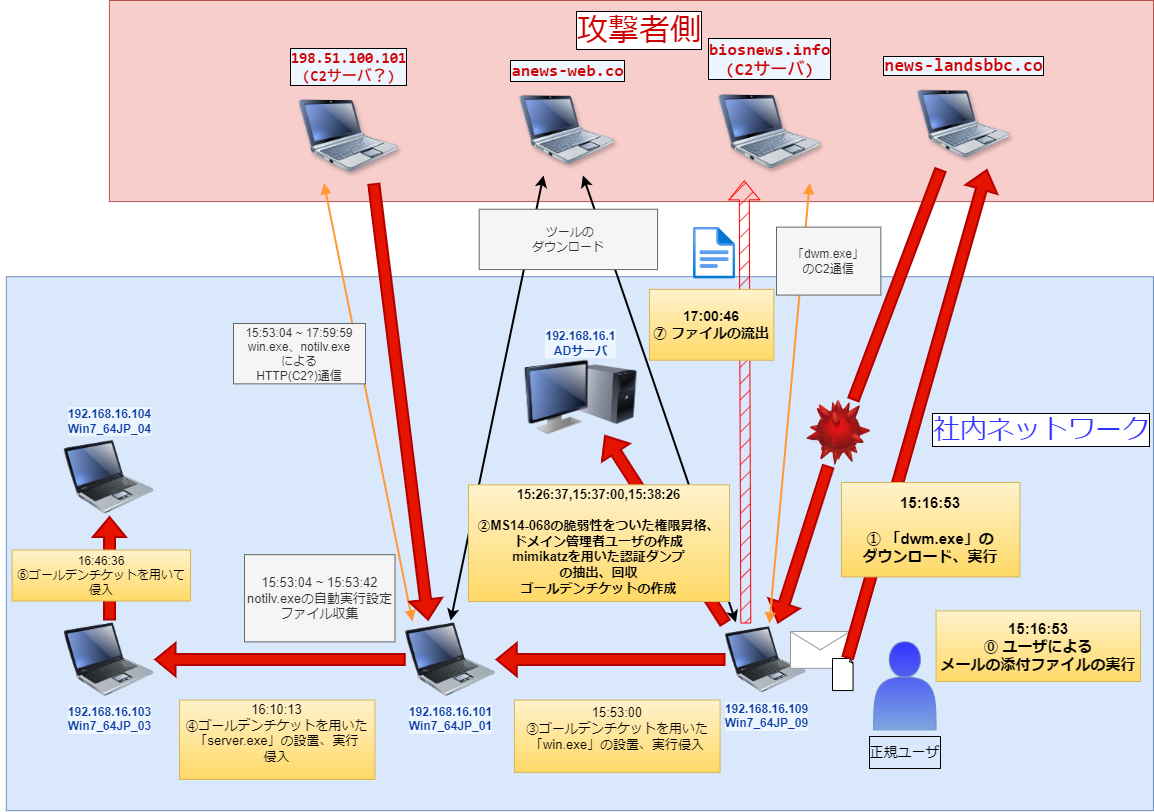 攻撃者側
198.51.100.101
(C2サーバ？)
anews-web.co
biosnews.info
(C2サーバ)
news-landsbbc.co
ツールの
ダウンロード
「dwm.exe」
のC2通信
17:00:46
⑦ ファイルの流出
15:53:04 ~ 17:59:59
win.exe、notilv.exe
による
HTTP(C2?)通信
192.168.16.1
ADサーバ
192.168.16.104
Win7_64JP_04
社内ネットワーク
15:26:37,15:37:00,15:38:26
②MS14-068の脆弱性をついた権限昇格、
ドメイン管理者ユーザの作成
mimikatzを用いた認証ダンプ
の抽出、回収
ゴールデンチケットの作成
15:16:53
① 「dwm.exe」の
ダウンロード、実行
16:46:36
⑥ゴールデンチケットを用いて
侵入
15:53:04 ~ 15:53:42
notilv.exeの自動実行設定
ファイル収集
15:16:53
⓪ ユーザによる
メールの添付ファイルの実行
192.168.16.103
Win7_64JP_03
16:10:13
④ゴールデンチケットを用いた
「server.exe」の設置、実行
侵入
192.168.16.101
Win7_64JP_01
15:53:00
③ゴールデンチケットを用いた
「win.exe」の設置、実行侵入
192.168.16.109
Win7_64JP_09
正規ユーザ